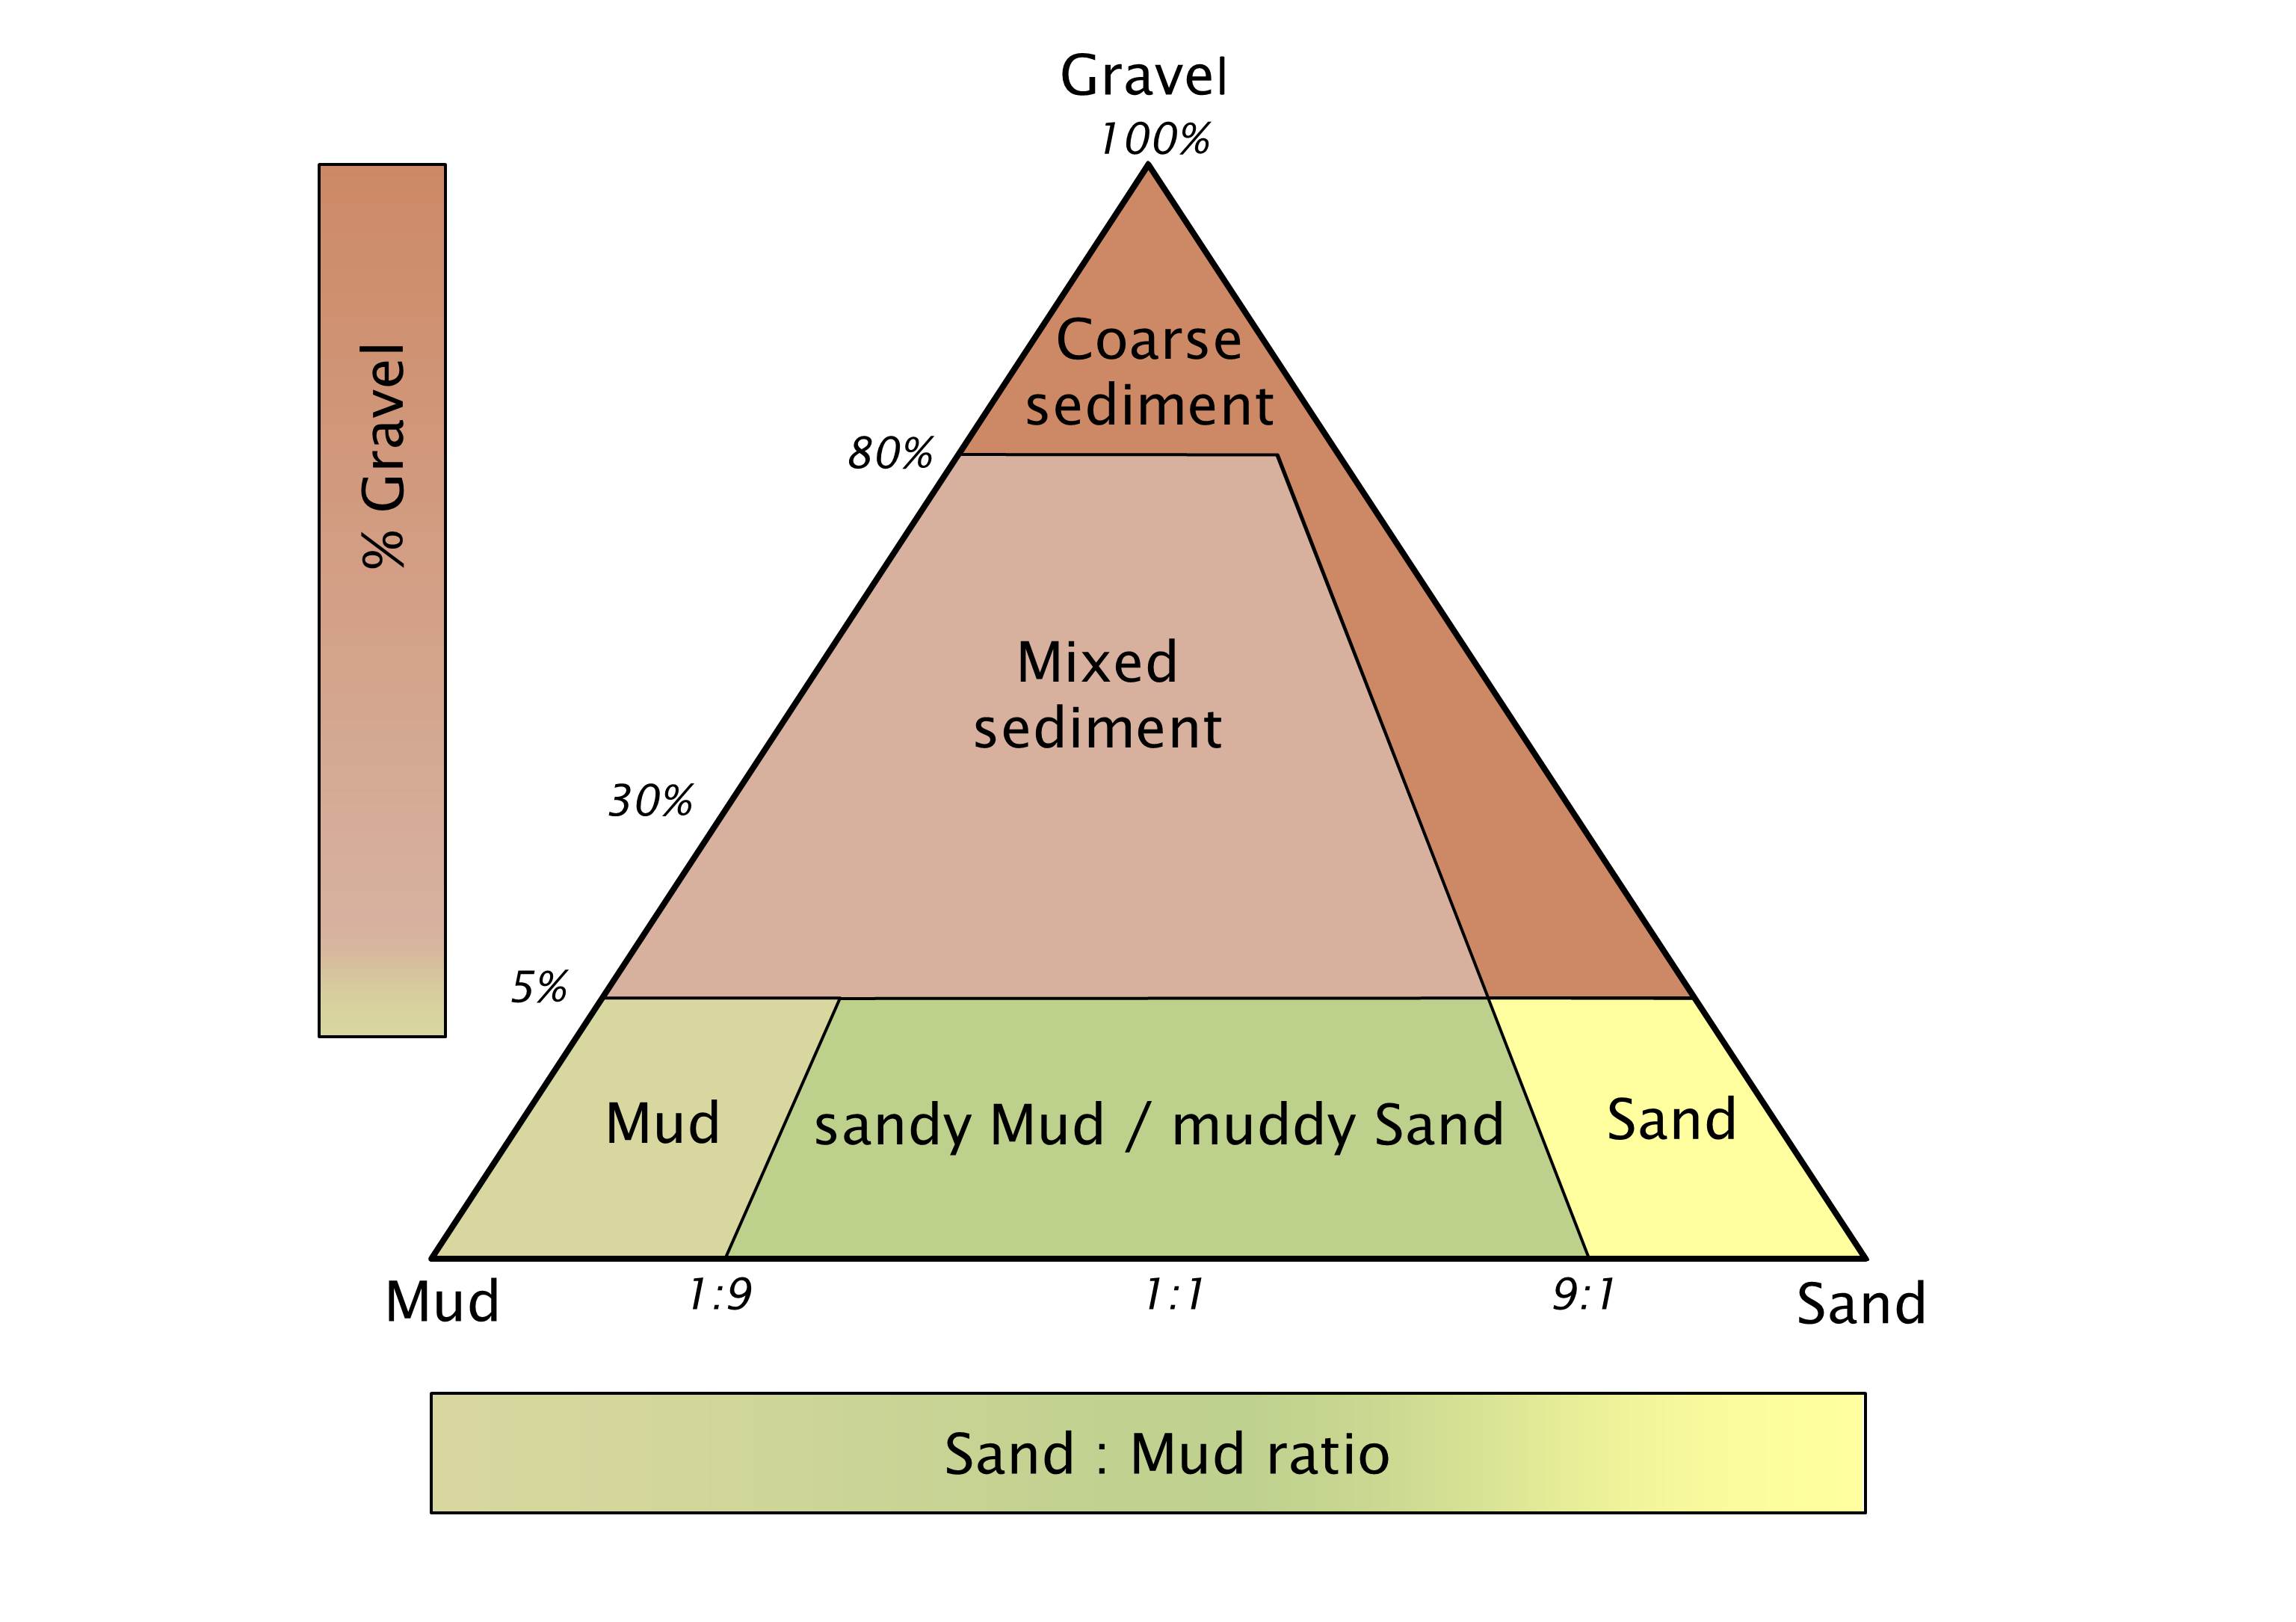 Gravel
100%
Coarse
sediment
80%
% Gravel
Mixed
sediment
30%
5%
Mud
sandy Mud / muddy Sand
Sand
Mud
1:9
1:1
9:1
Sand
Sand : Mud ratio